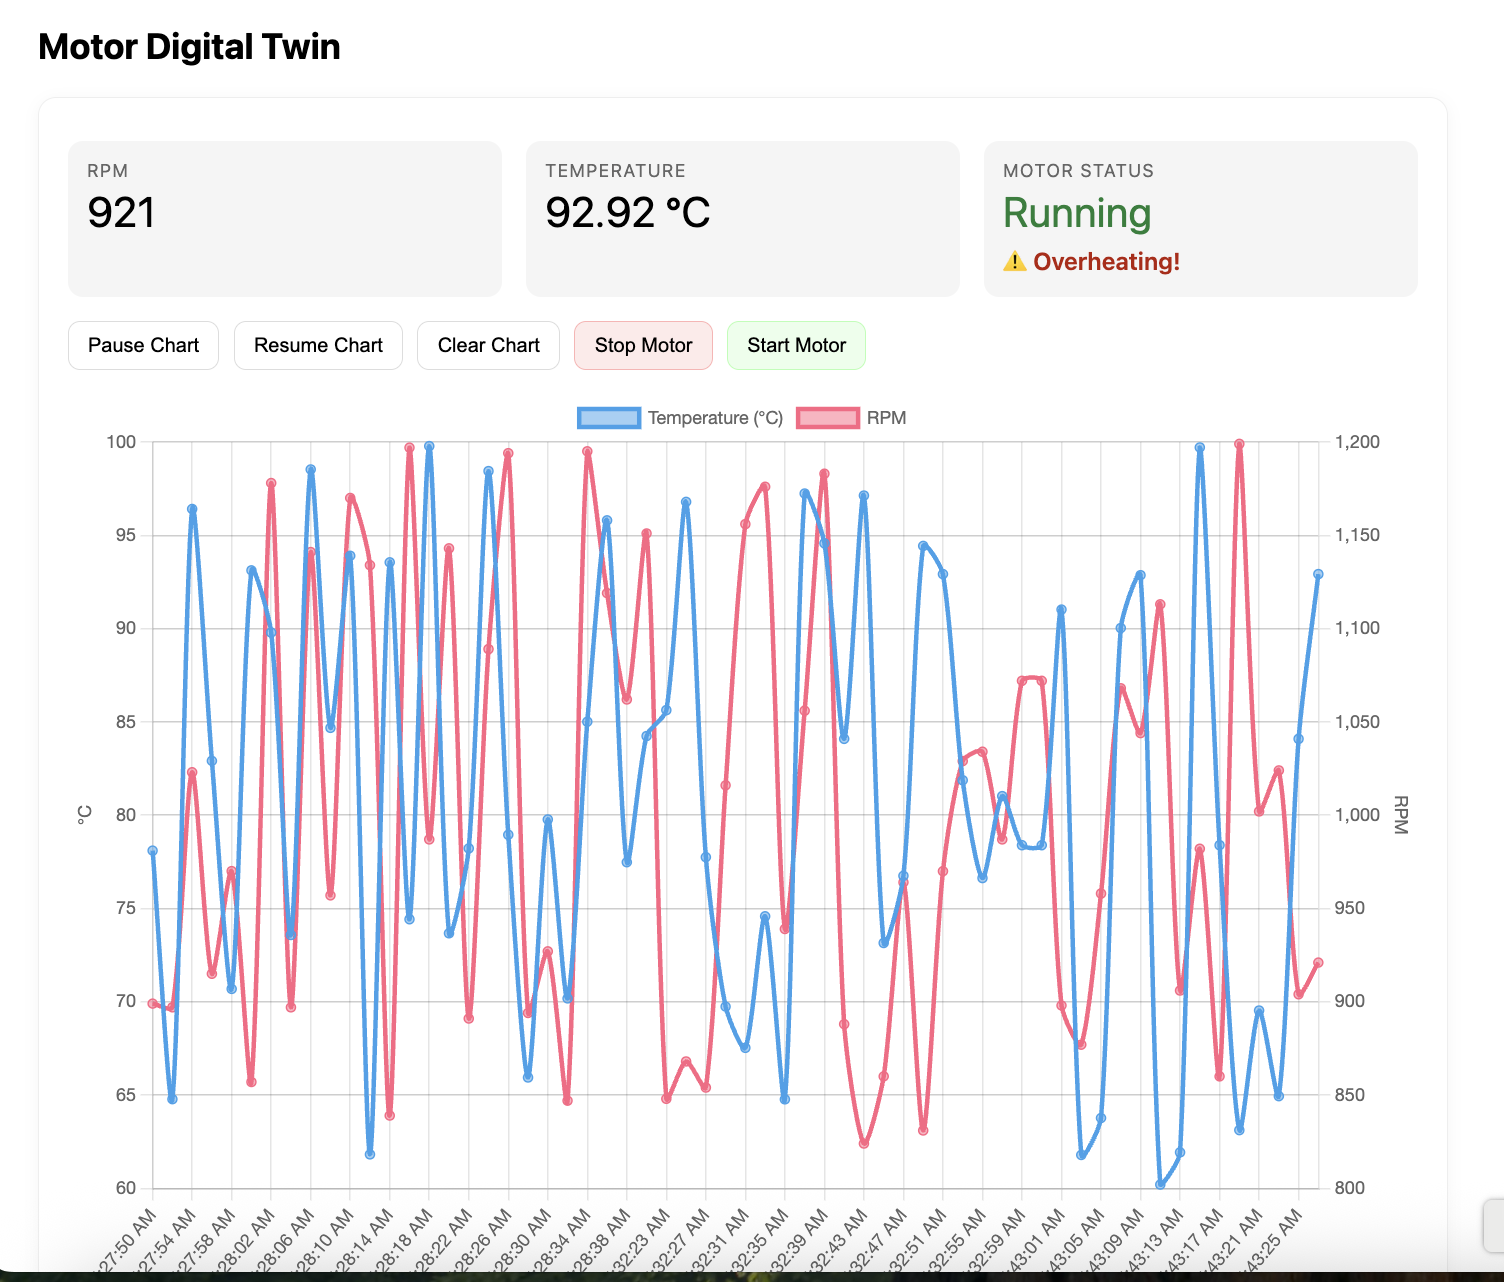 Motor Digital Twin
RPM
921
TEMPERATURE
92.92 °C
MOTOR STATUS
Running
⚠️ Overheating!
Pause Chart
Resume Chart
Clear Chart
Stop Motor
Start Motor
Temperature (°C)
RPM
100
95
90
85
80
75
70
65
60
°C
1,200
1,150
1,100
1,050
1,000
950
900
850
800
RPM
:27:50 AM
:27:54 AM
:27:58 AM
:28:02 AM
:28:06 AM
:28:10 AM
:28:14 AM
:28:18 AM
:28:22 AM
:28:26 AM
:28:30 AM
:28:34 AM
:28:38 AM
:32:23 AM
:32:27 AM
:32:31 AM
:32:35 AM
:32:39 AM
:32:43 AM
:32:47 AM
:32:51 AM
:32:55 AM
:32:59 AM
:43:01 AM
:43:05 AM
:43:09 AM
:43:13 AM
:43:17 AM
:43:21 AM
:43:25 AM